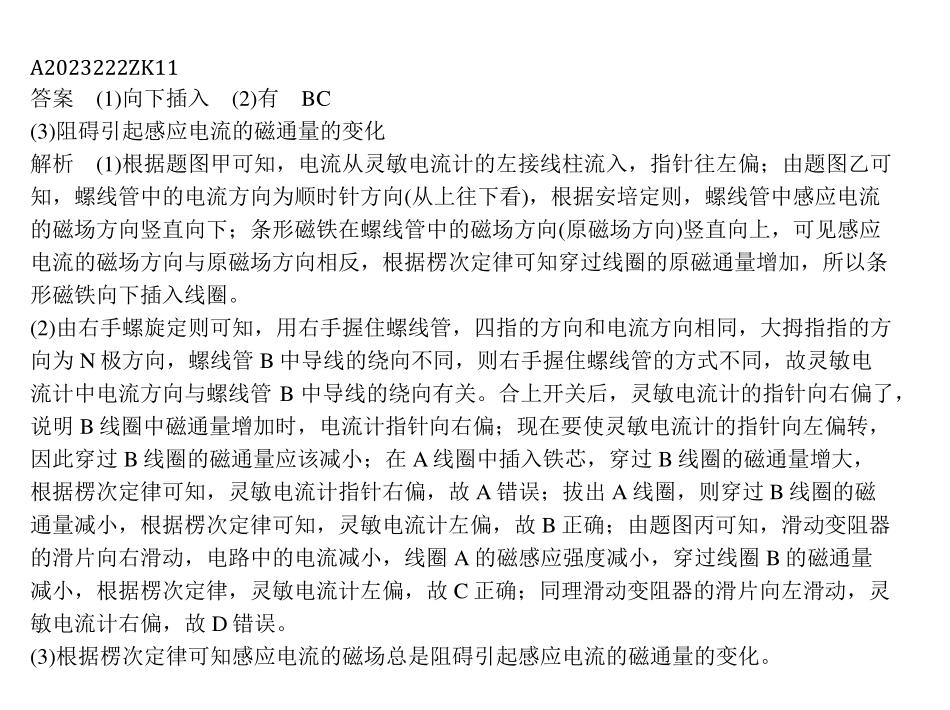 A2023222ZK11
答案　(1)向下插入　(2)有　BC
(3)阻碍引起感应电流的磁通量的变化
解析　(1)根据题图甲可知，电流从灵敏电流计的左接线柱流入，指针往左偏；由题图乙可
知，螺线管中的电流方向为顺时针方向(从上往下看)，根据安培定则，螺线管中感应电流
的磁场方向竖直向下；条形磁铁在螺线管中的磁场方向(原磁场方向)竖直向上，可见感应
电流的磁场方向与原磁场方向相反，根据楞次定律可知穿过线圈的原磁通量增加，所以条
形磁铁向下插入线圈。
(2)由右手螺旋定则可知，用右手握住螺线管，四指的方向和电流方向相同，大拇指指的方
向为 N 极方向，螺线管 B 中导线的绕向不同，则右手握住螺线管的方式不同，故灵敏电
流计中电流方向与螺线管 B 中导线的绕向有关。合上开关后，灵敏电流计的指针向右偏了，
说明 B 线圈中磁通量增加时，电流计指针向右偏；现在要使灵敏电流计的指针向左偏转，
因此穿过 B 线圈的磁通量应该减小；在 A 线圈中插入铁芯，穿过 B 线圈的磁通量增大，
根据楞次定律可知，灵敏电流计指针右偏，故 A 错误；拔出 A 线圈，则穿过 B 线圈的磁
通量减小，根据楞次定律可知，灵敏电流计左偏，故 B 正确；由题图丙可知，滑动变阻器
的滑片向右滑动，电路中的电流减小，线圈 A 的磁感应强度减小，穿过线圈 B 的磁通量
减小，根据楞次定律，灵敏电流计左偏，故 C 正确；同理滑动变阻器的滑片向左滑动，灵
敏电流计右偏，故 D 错误。
(3)根据楞次定律可知感应电流的磁场总是阻碍引起感应电流的磁通量的变化。